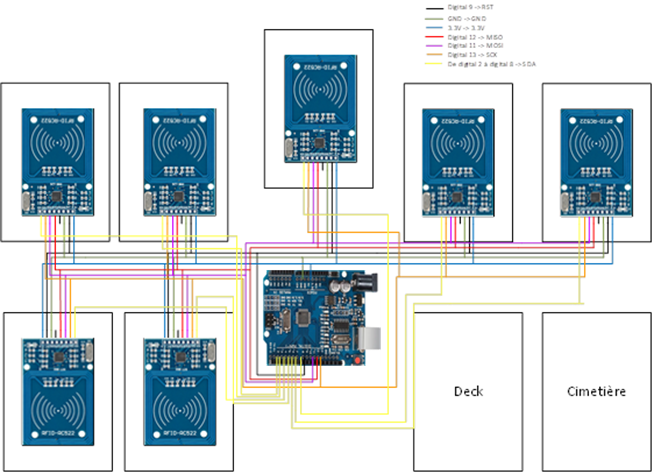 Digital 9 -> RST
GND -> GND
3.3V -> 3.3V
Digital 12 -> MISO
Digital 11 -> MOSI
Digital 13 -> SCK
De digital 2 à digital 8 -> SDA
RFID-RC522
RFID-RC522
RFID-RC522
RFID-RC522
RFID-RC522
RFID-RC522
RFID-RC522
Deck
Cimetière